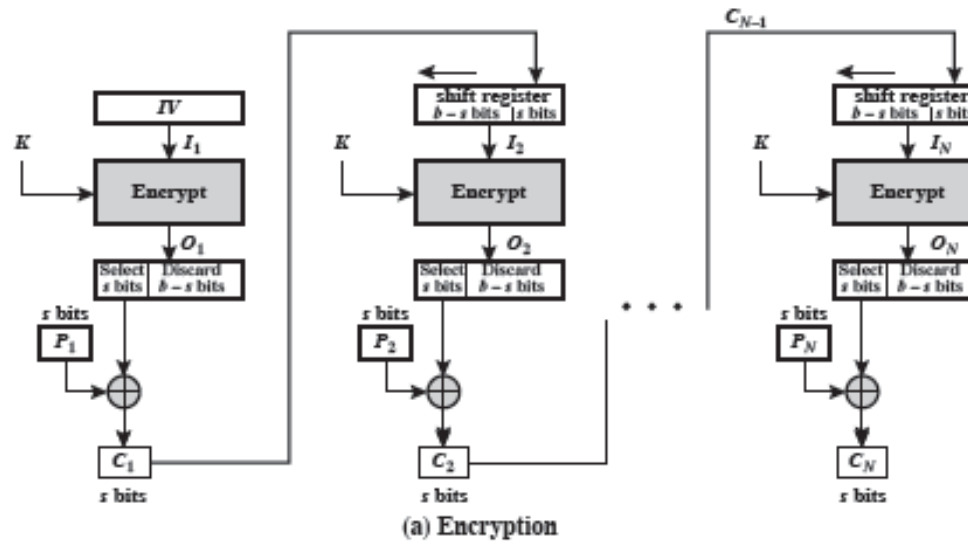 C_{N-1}
IV
shift register
b – s bits | s bits
shift register
b – s bits | s bits
K
I_1
K
I_2
K
I_N
Encrypt
Encrypt
Encrypt
O_1
O_2
O_N
Select Discard
s bits b – s bits
Select Discard
s bits b – s bits
Select Discard
s bits b – s bits
s bits
s bits
s bits
P_1
P_2
P_N
C_1
C_2
C_N
s bits
s bits
s bits
(a) Encryption